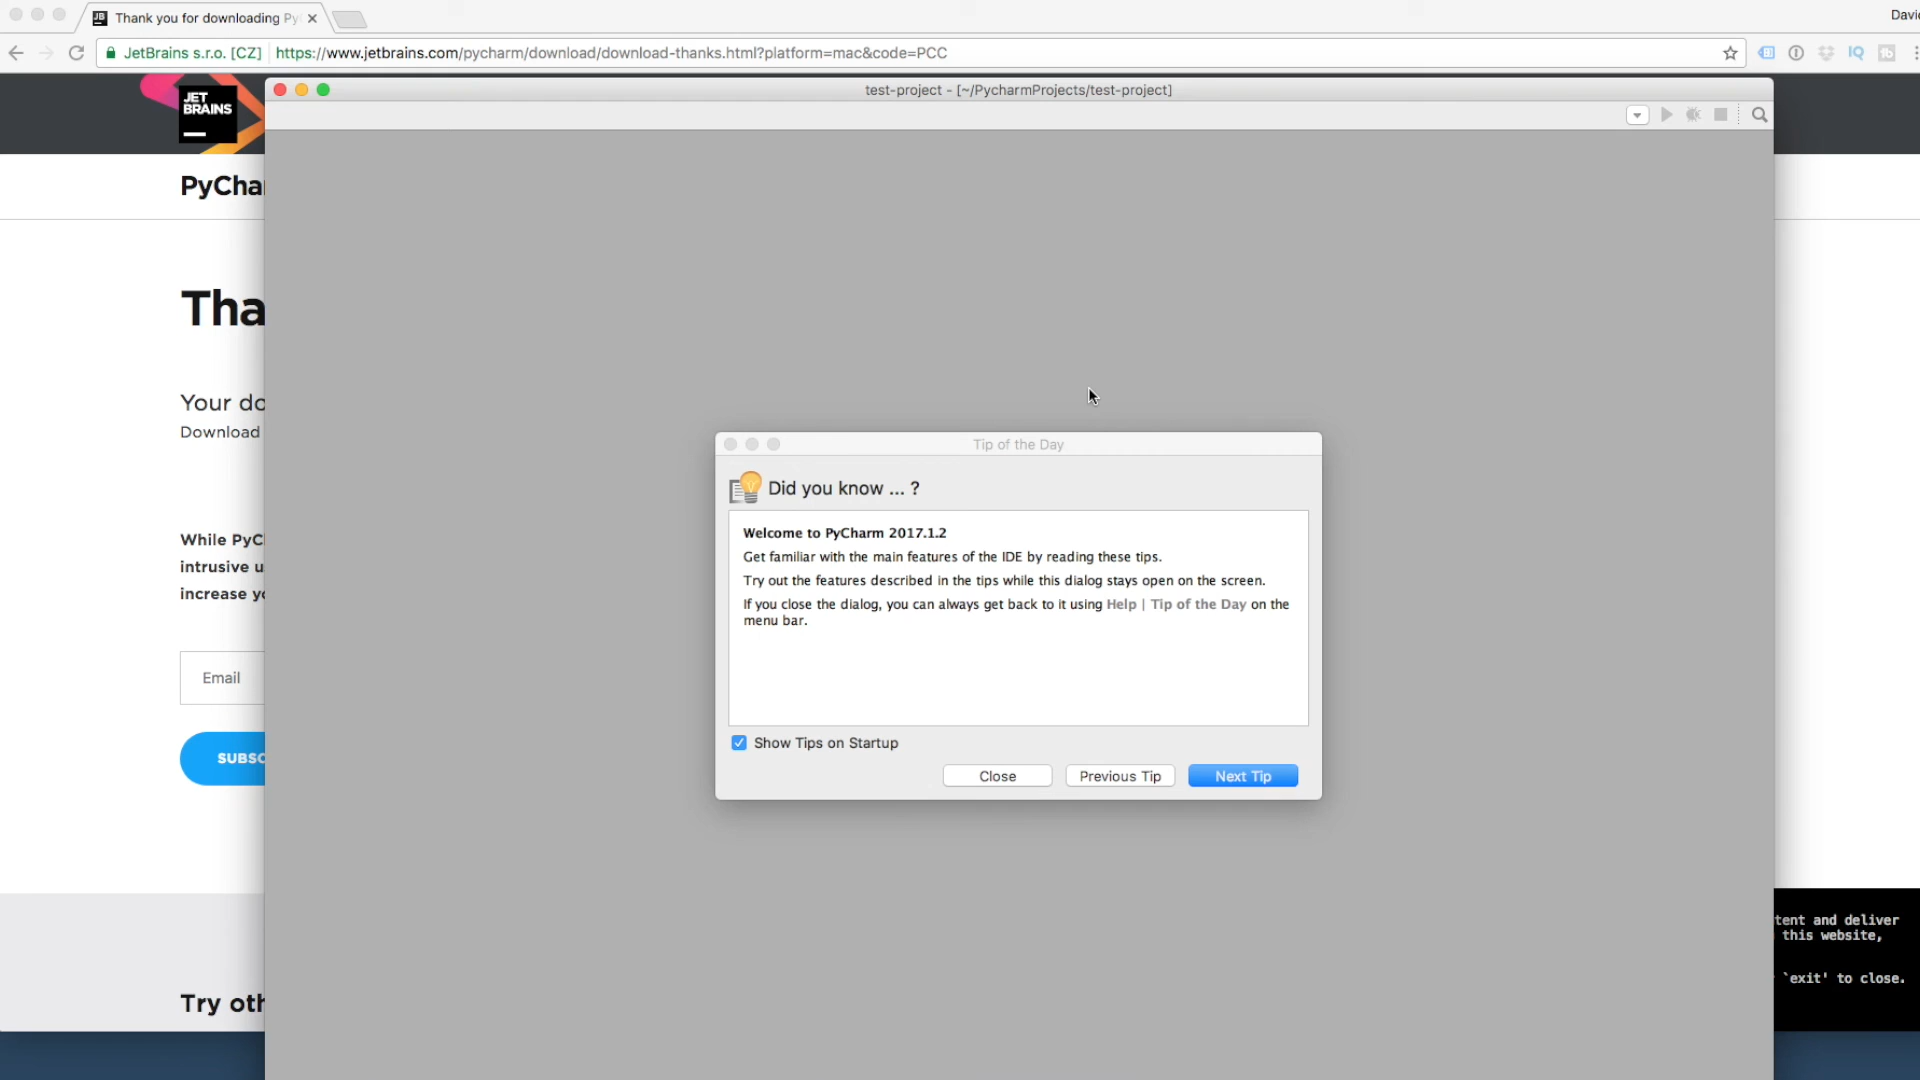 Thank you for downloading Py
Davi
JetBrains s.r.o. [CZ]
https://www.jetbrains.com/pycharm/download/download-thanks.html?platform=mac&code=PCC
JET
BRAINS
test-project - [~/PycharmProjects/test-project]
PyCha
Tha
Your do
Download
While PyC
intrusive u
increase yo
Email
SUBSC
Try oth
Tip of the Day
Did you know ... ?
Welcome to PyCharm 2017.1.2
Get familiar with the main features of the IDE by reading these tips.
Try out the features described in the tips while this dialog stays open on the screen.
If you close the dialog, you can always get back to it using Help | Tip of the Day on the
menu bar.
Show Tips on Startup
Close
Previous Tip
Next Tip
tent and deliver
this website,
`exit' to close.